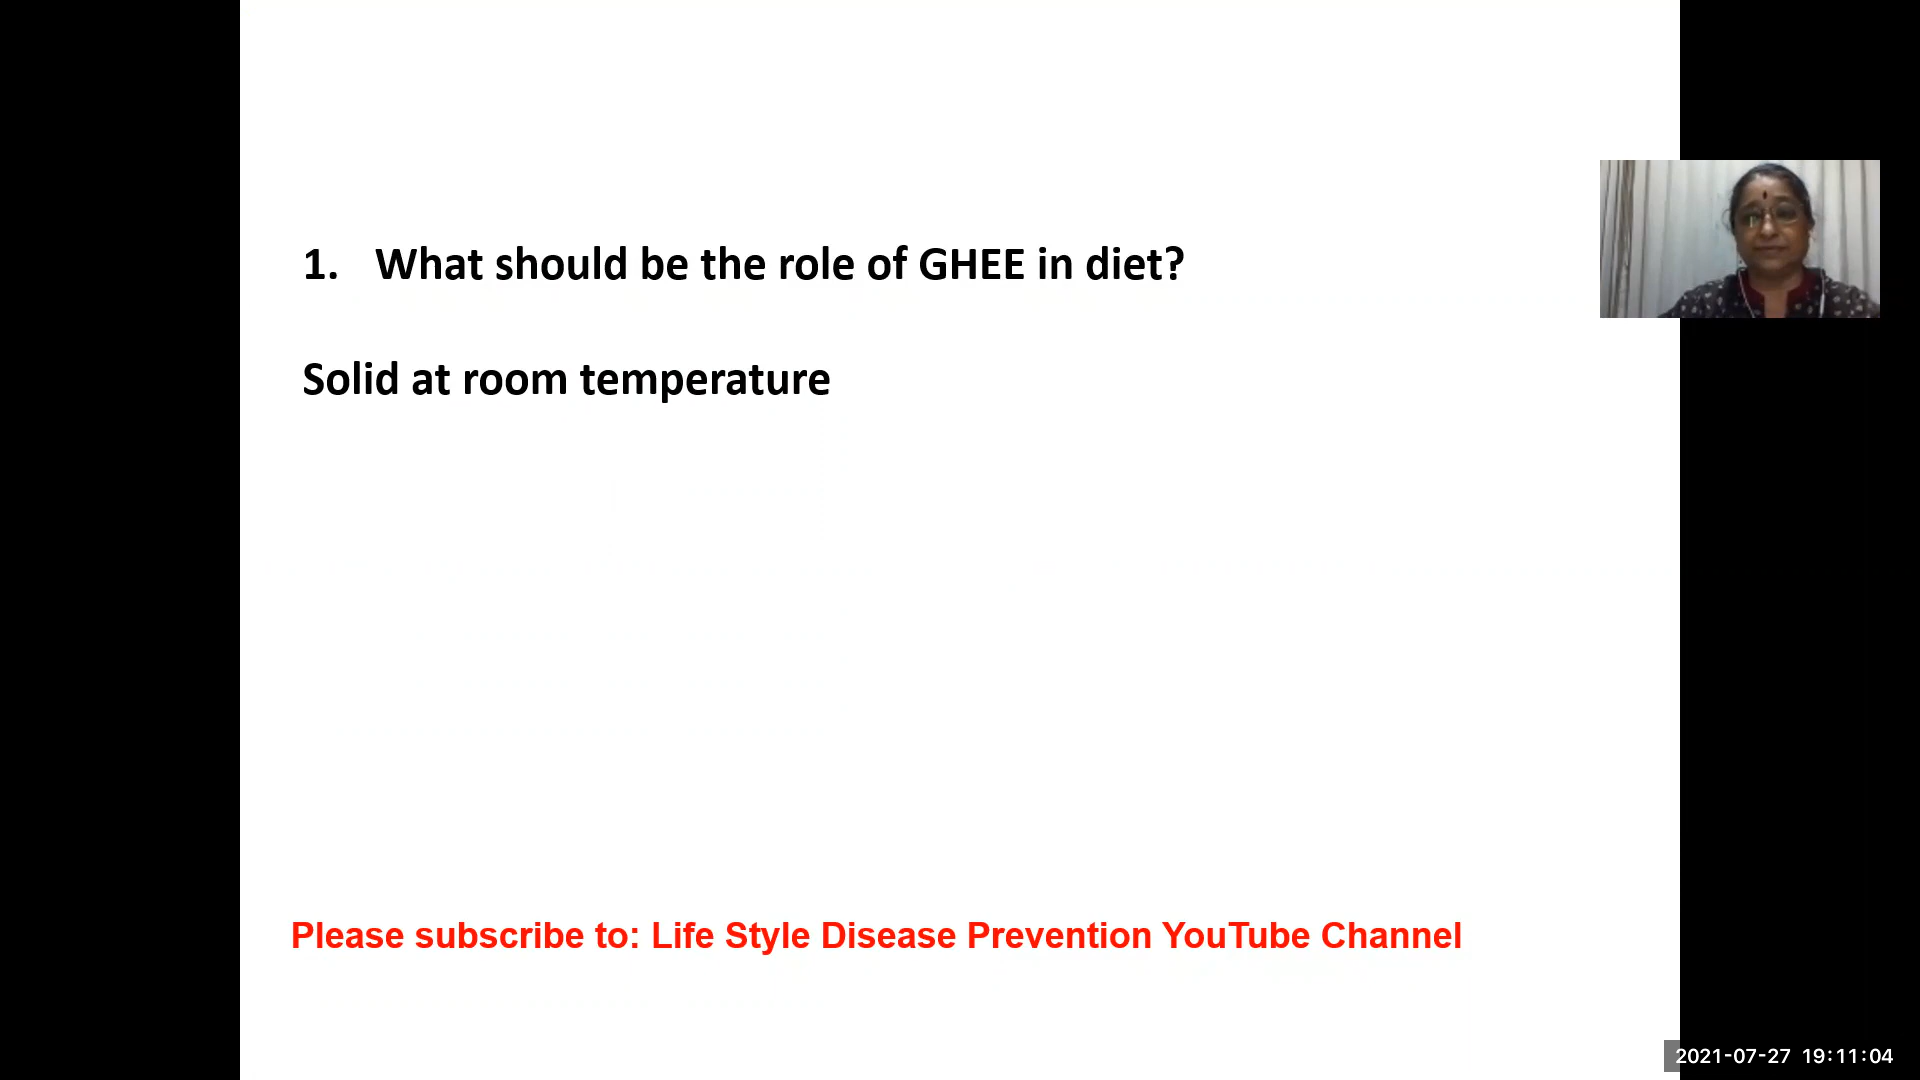 1. What should be the role of GHEE in diet?
Solid at room temperature
Please subscribe to: Life Style Disease Prevention YouTube Channel
2021-07-27 19:11:04